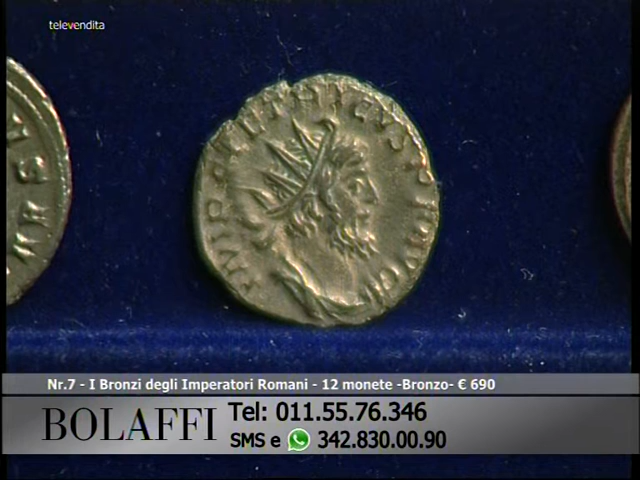 televendita
TETRICVS
Nr.7 - I Bronzi degli Imperatori Romani - 12 monete -Bronzo- € 690
BOLAFFI
Tel: 011.55.76.346
SMS e 342.830.00.90